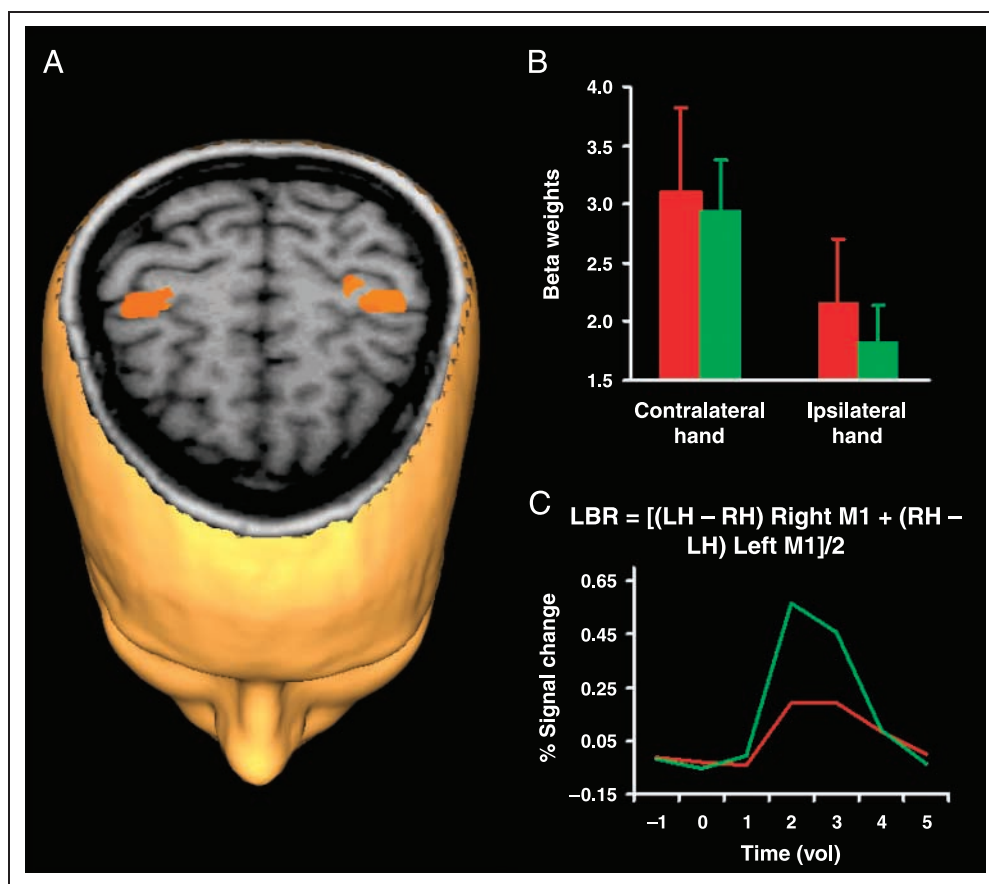 A
B
4.0
3.5
3.0
2.5
2.0
1.5
Beta weights
Contralateral
hand
Ipsilateral
hand
C
LBR = [(LH – RH) Right M1 + (RH –
LH) Left M1]/2
0.65
0.45
0.25
0.05
–0.15
% Signal change
–1 0 1 2 3 4 5
Time (vol)